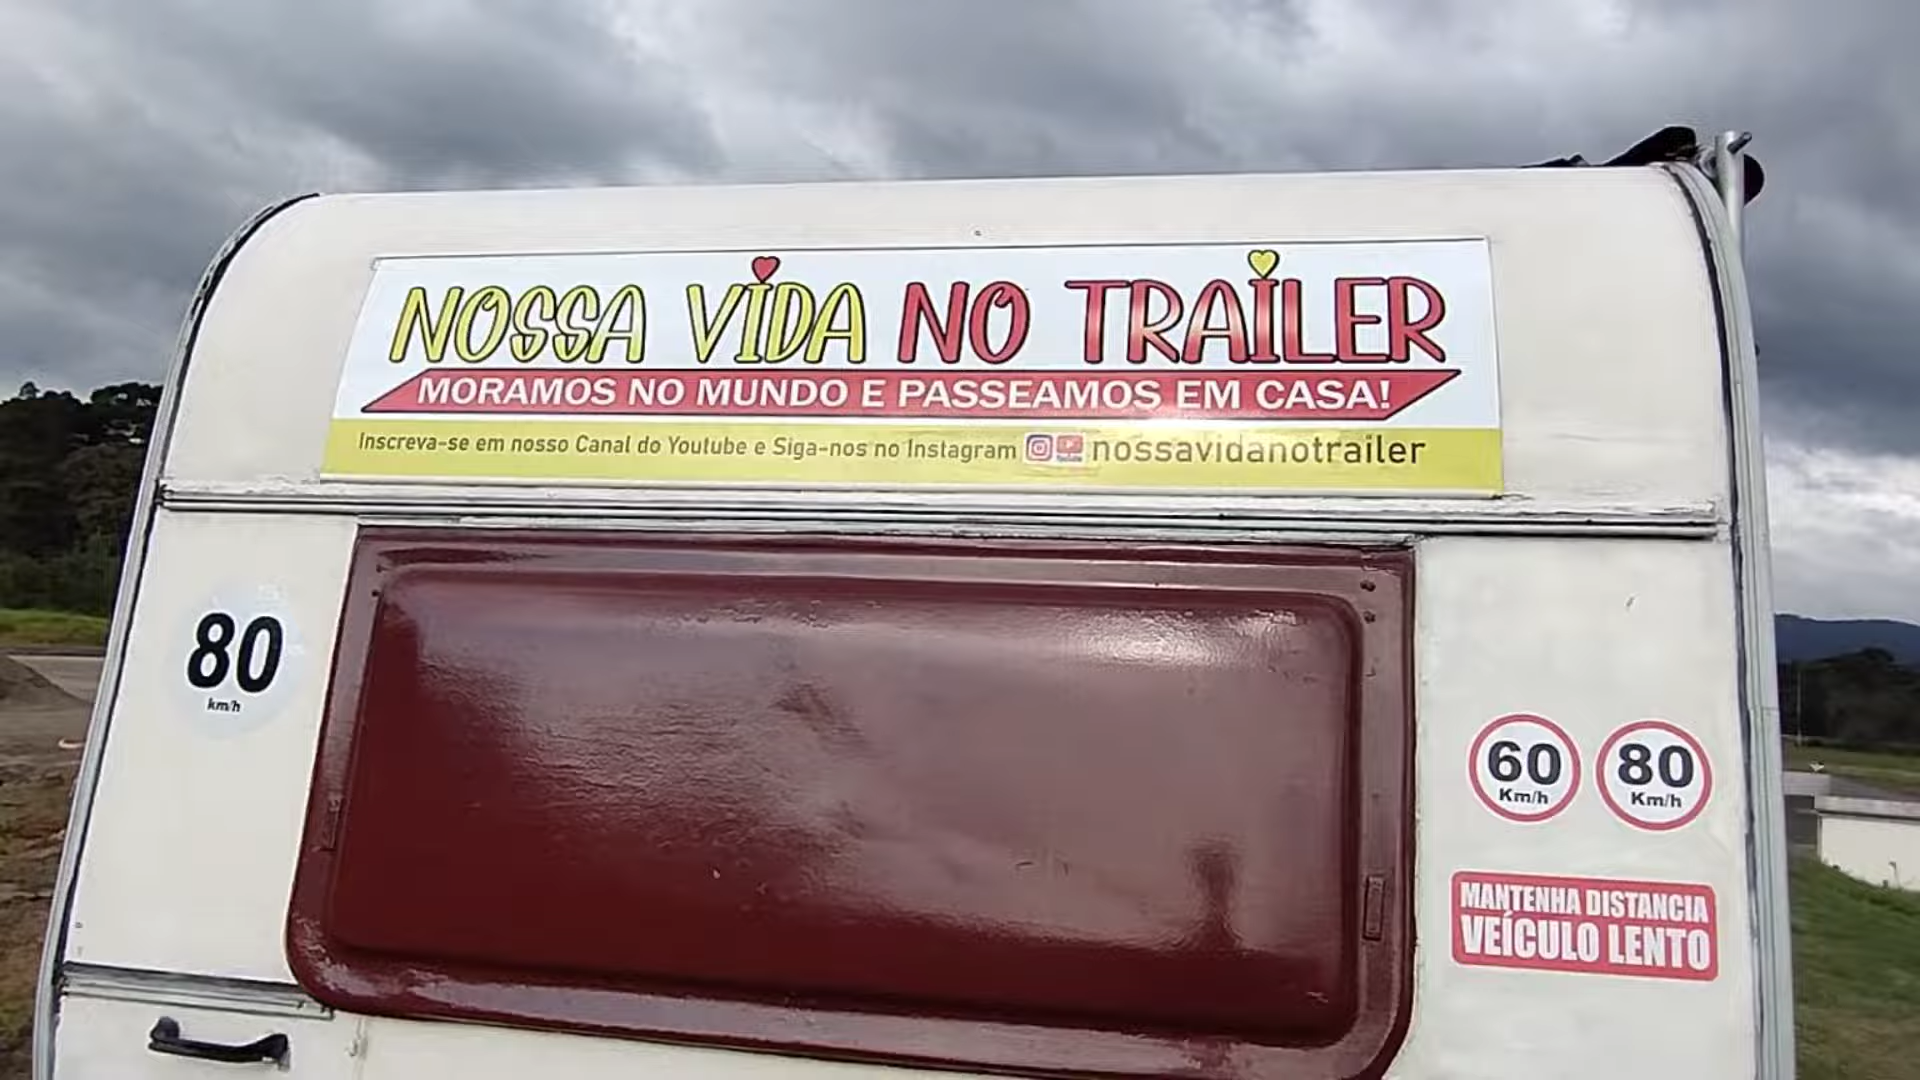 NOSSA VIDA NO TRAILER
MORAMOS NO MUNDO E PASSEAMOS EM CASA!
Inscreva-se em nosso Canal do Youtube e Siga-nos no Instagram nossavidanotrailer
80
km/h
60
Km/h
80
Km/h
MANTENHA DISTANCIA
VEÍCULO LENTO